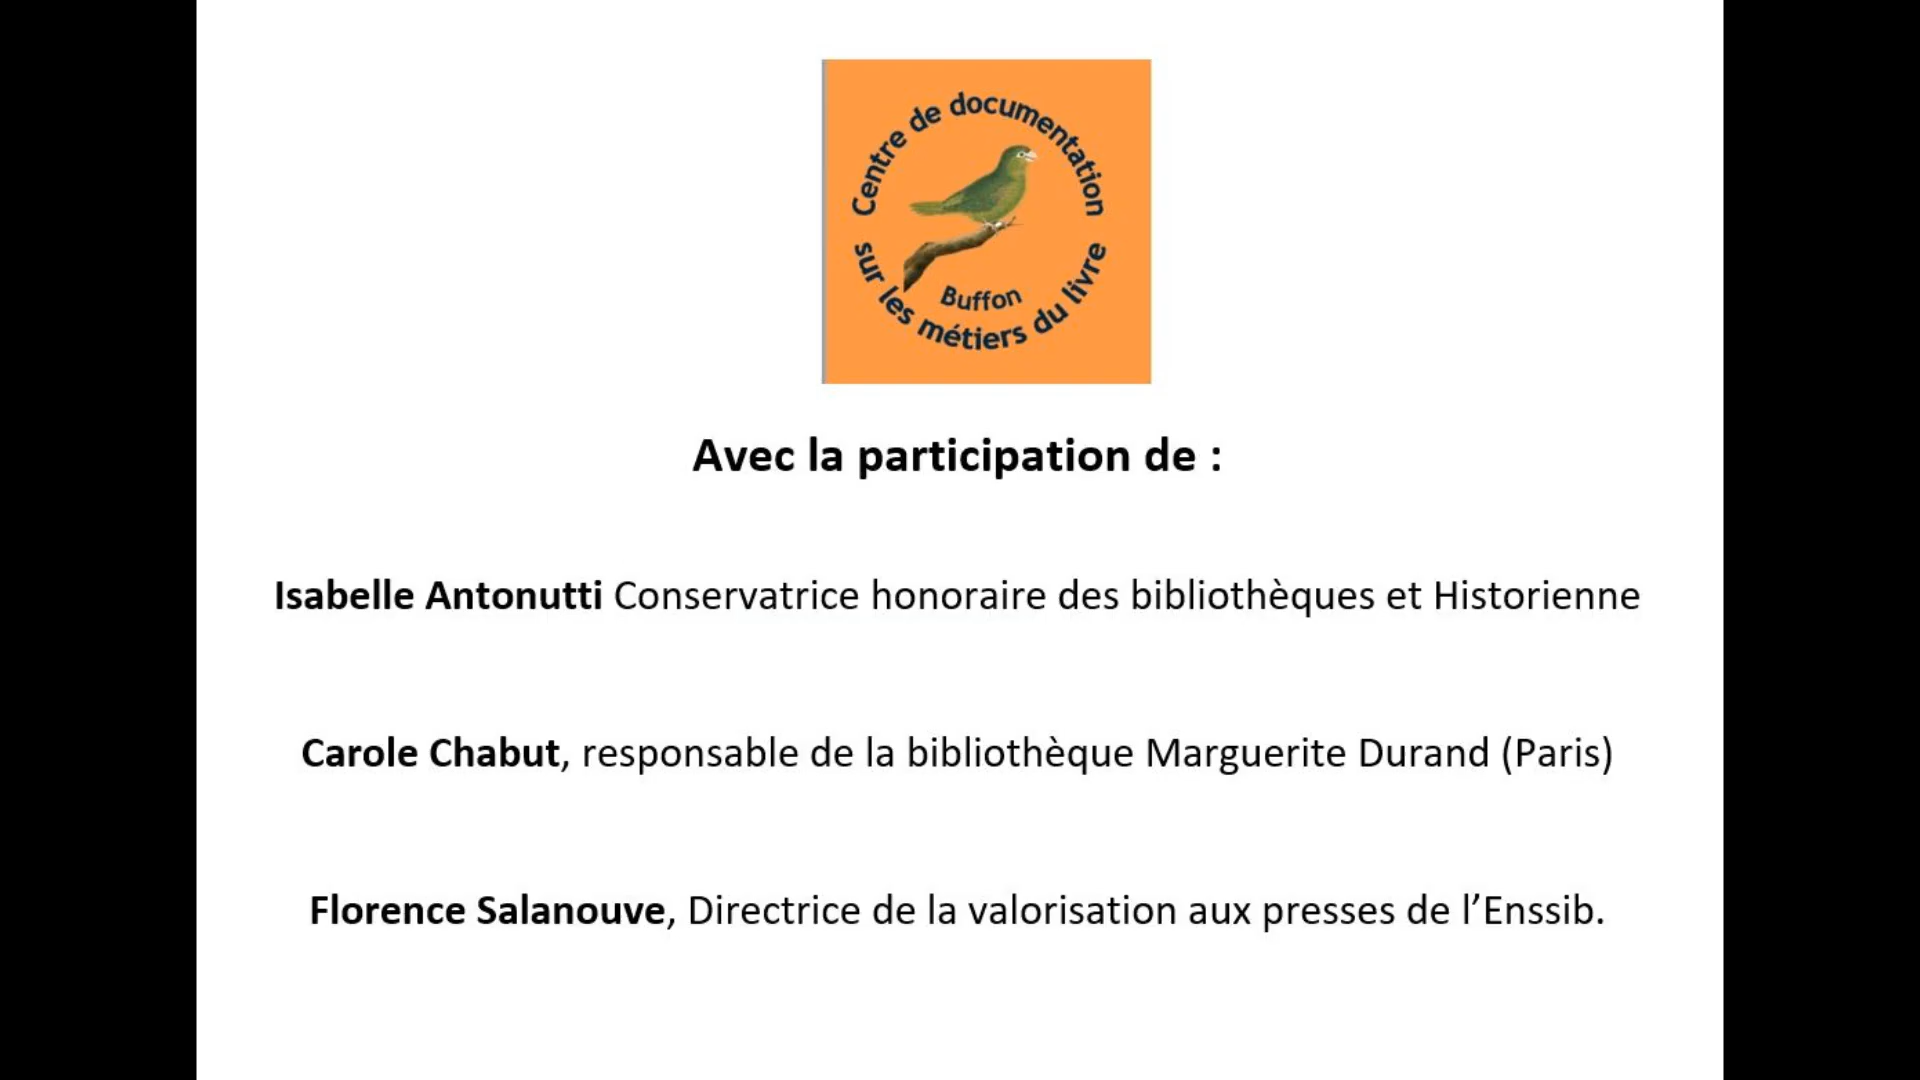 Centre de documentation
sur les métiers du livre
Buffon
Avec la participation de :
Isabelle Antonutti Conservatrice honoraire des bibliothèques et Historienne
Carole Chabut, responsable de la bibliothèque Marguerite Durand (Paris)
Florence Salanouve, Directrice de la valorisation aux presses de l’Enssib.